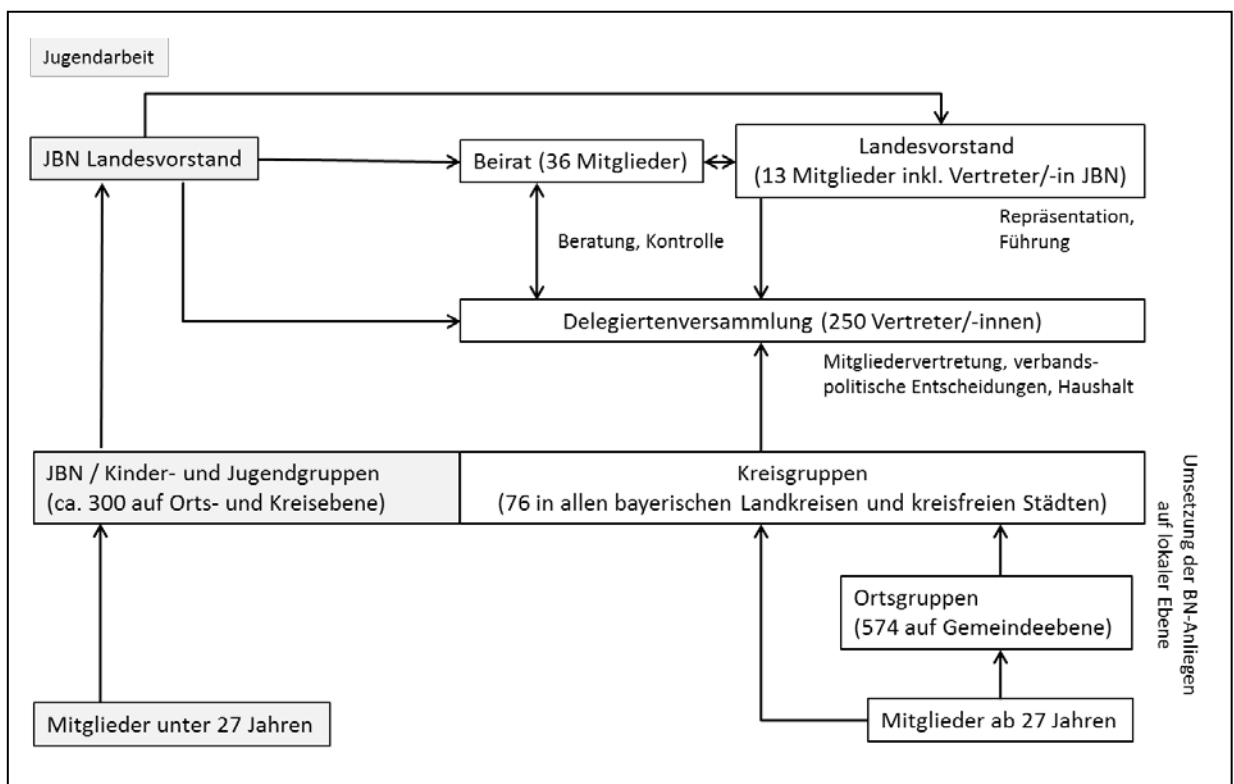 Jugendarbeit
JBN Landesvorstand
Beirat (36 Mitglieder)
Landesvorstand
(13 Mitglieder inkl. Vertreter/-in JBN)
Repräsentation,
Führung
Beratung, Kontrolle
Delegiertenversammlung (250 Vertreter/-innen)
Mitgliedervertretung, verbands-
politische Entscheidungen, Haushalt
JBN / Kinder- und Jugendgruppen
(ca. 300 auf Orts- und Kreisebene)
Kreisgruppen
(76 in allen bayerischen Landkreisen und kreisfreien Städten)
Umsetzung der BN-Anliegen
auf lokaler Ebene
Ortsgruppen
(574 auf Gemeindeebene)
Mitglieder unter 27 Jahren
Mitglieder ab 27 Jahren